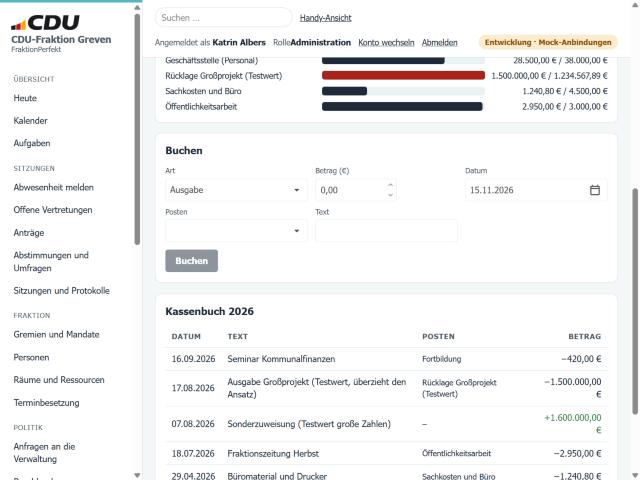 CDU
CDU-Fraktion Greven
FraktionPerfekt
ÜBERSICHT
Heute
Kalender
Aufgaben
SITZUNGEN
Abwesenheit melden
Offene Vertretungen
Anträge
Abstimmungen und
Umfragen
Sitzungen und Protokolle
FRAKTION
Gremien und Mandate
Personen
Räume und Ressourcen
Terminbesetzung
POLITIK
Anfragen an die
Verwaltung
Suchen ...
Handy-Ansicht
Angemeldet als Katrin Albers RolleAdministration Konto wechseln Abmelden
Entwicklung · Mock-Anbindungen
Geschäftsstelle (Personal) 28.500,00 € / 38.000,00 €
Rücklage Großprojekt (Testwert) 1.500.000,00 € / 1.234.567,89 €
Sachkosten und Büro 1.240,80 € / 4.500,00 €
Öffentlichkeitsarbeit 2.950,00 € / 3.000,00 €
Buchen
Art Betrag (€) Datum
Ausgabe 0,00 15.11.2026
Posten Text
Buchen
Kassenbuch 2026
DATUM TEXT POSTEN BETRAG
16.09.2026 Seminar Kommunalfinanzen Fortbildung −420,00 €
17.08.2026 Ausgabe Großprojekt (Testwert, überzieht den Rücklage Großprojekt −1.500.000,00
Ansatz) (Testwert) €
07.08.2026 Sonderzuweisung (Testwert große Zahlen) – +1.600.000,00
€
18.07.2026 Fraktionszeitung Herbst Öffentlichkeitsarbeit −2.950,00 €
29.04.2026 Büromaterial und Drucker Sachkosten und Büro −1.240,80 €